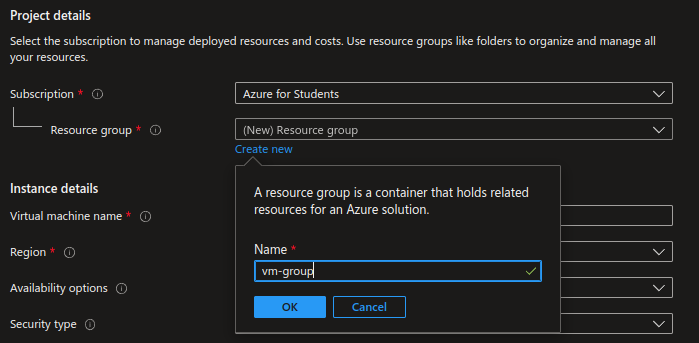 Project details
Select the subscription to manage deployed resources and costs. Use resource groups like folders to organize and manage all
your resources.
Subscription *
Azure for Students
Resource group *
(New) Resource group
Create new
A resource group is a container that holds related
resources for an Azure solution.
Name *
vm-group
OK
Cancel
Instance details
Virtual machine name *
Region *
Availability options
Security type